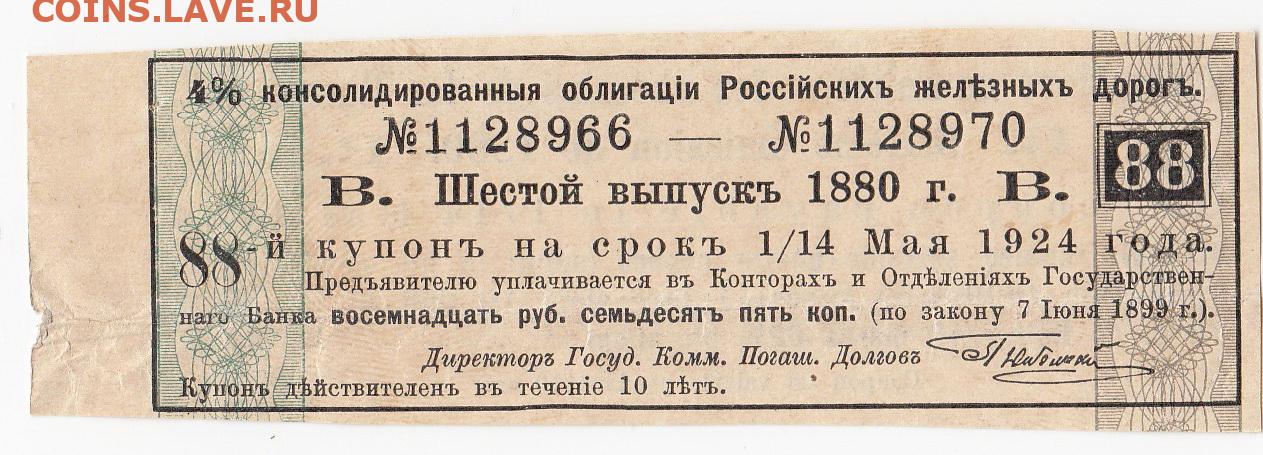 COINS.LAVE.RU
4% консолидированныя облигаціи Россійскихъ желѣзныхъ дорогъ.
№1128966 — №1128970
В. Шестой выпускъ 1880 г. В.
88
88-й купонъ на срокъ 1/14 Мая 1924 года.
Предъявителю уплачивается въ Конторахъ и Отдѣленіяхъ Государствен-
наго Банка восемнадцать руб. семьдесятъ пять коп. (по закону 7 Іюня 1899 г.).
Директоръ Госуд. Комм. Погаш. Долговъ
Купонъ дѣйствителенъ въ теченіе 10 лѣтъ.